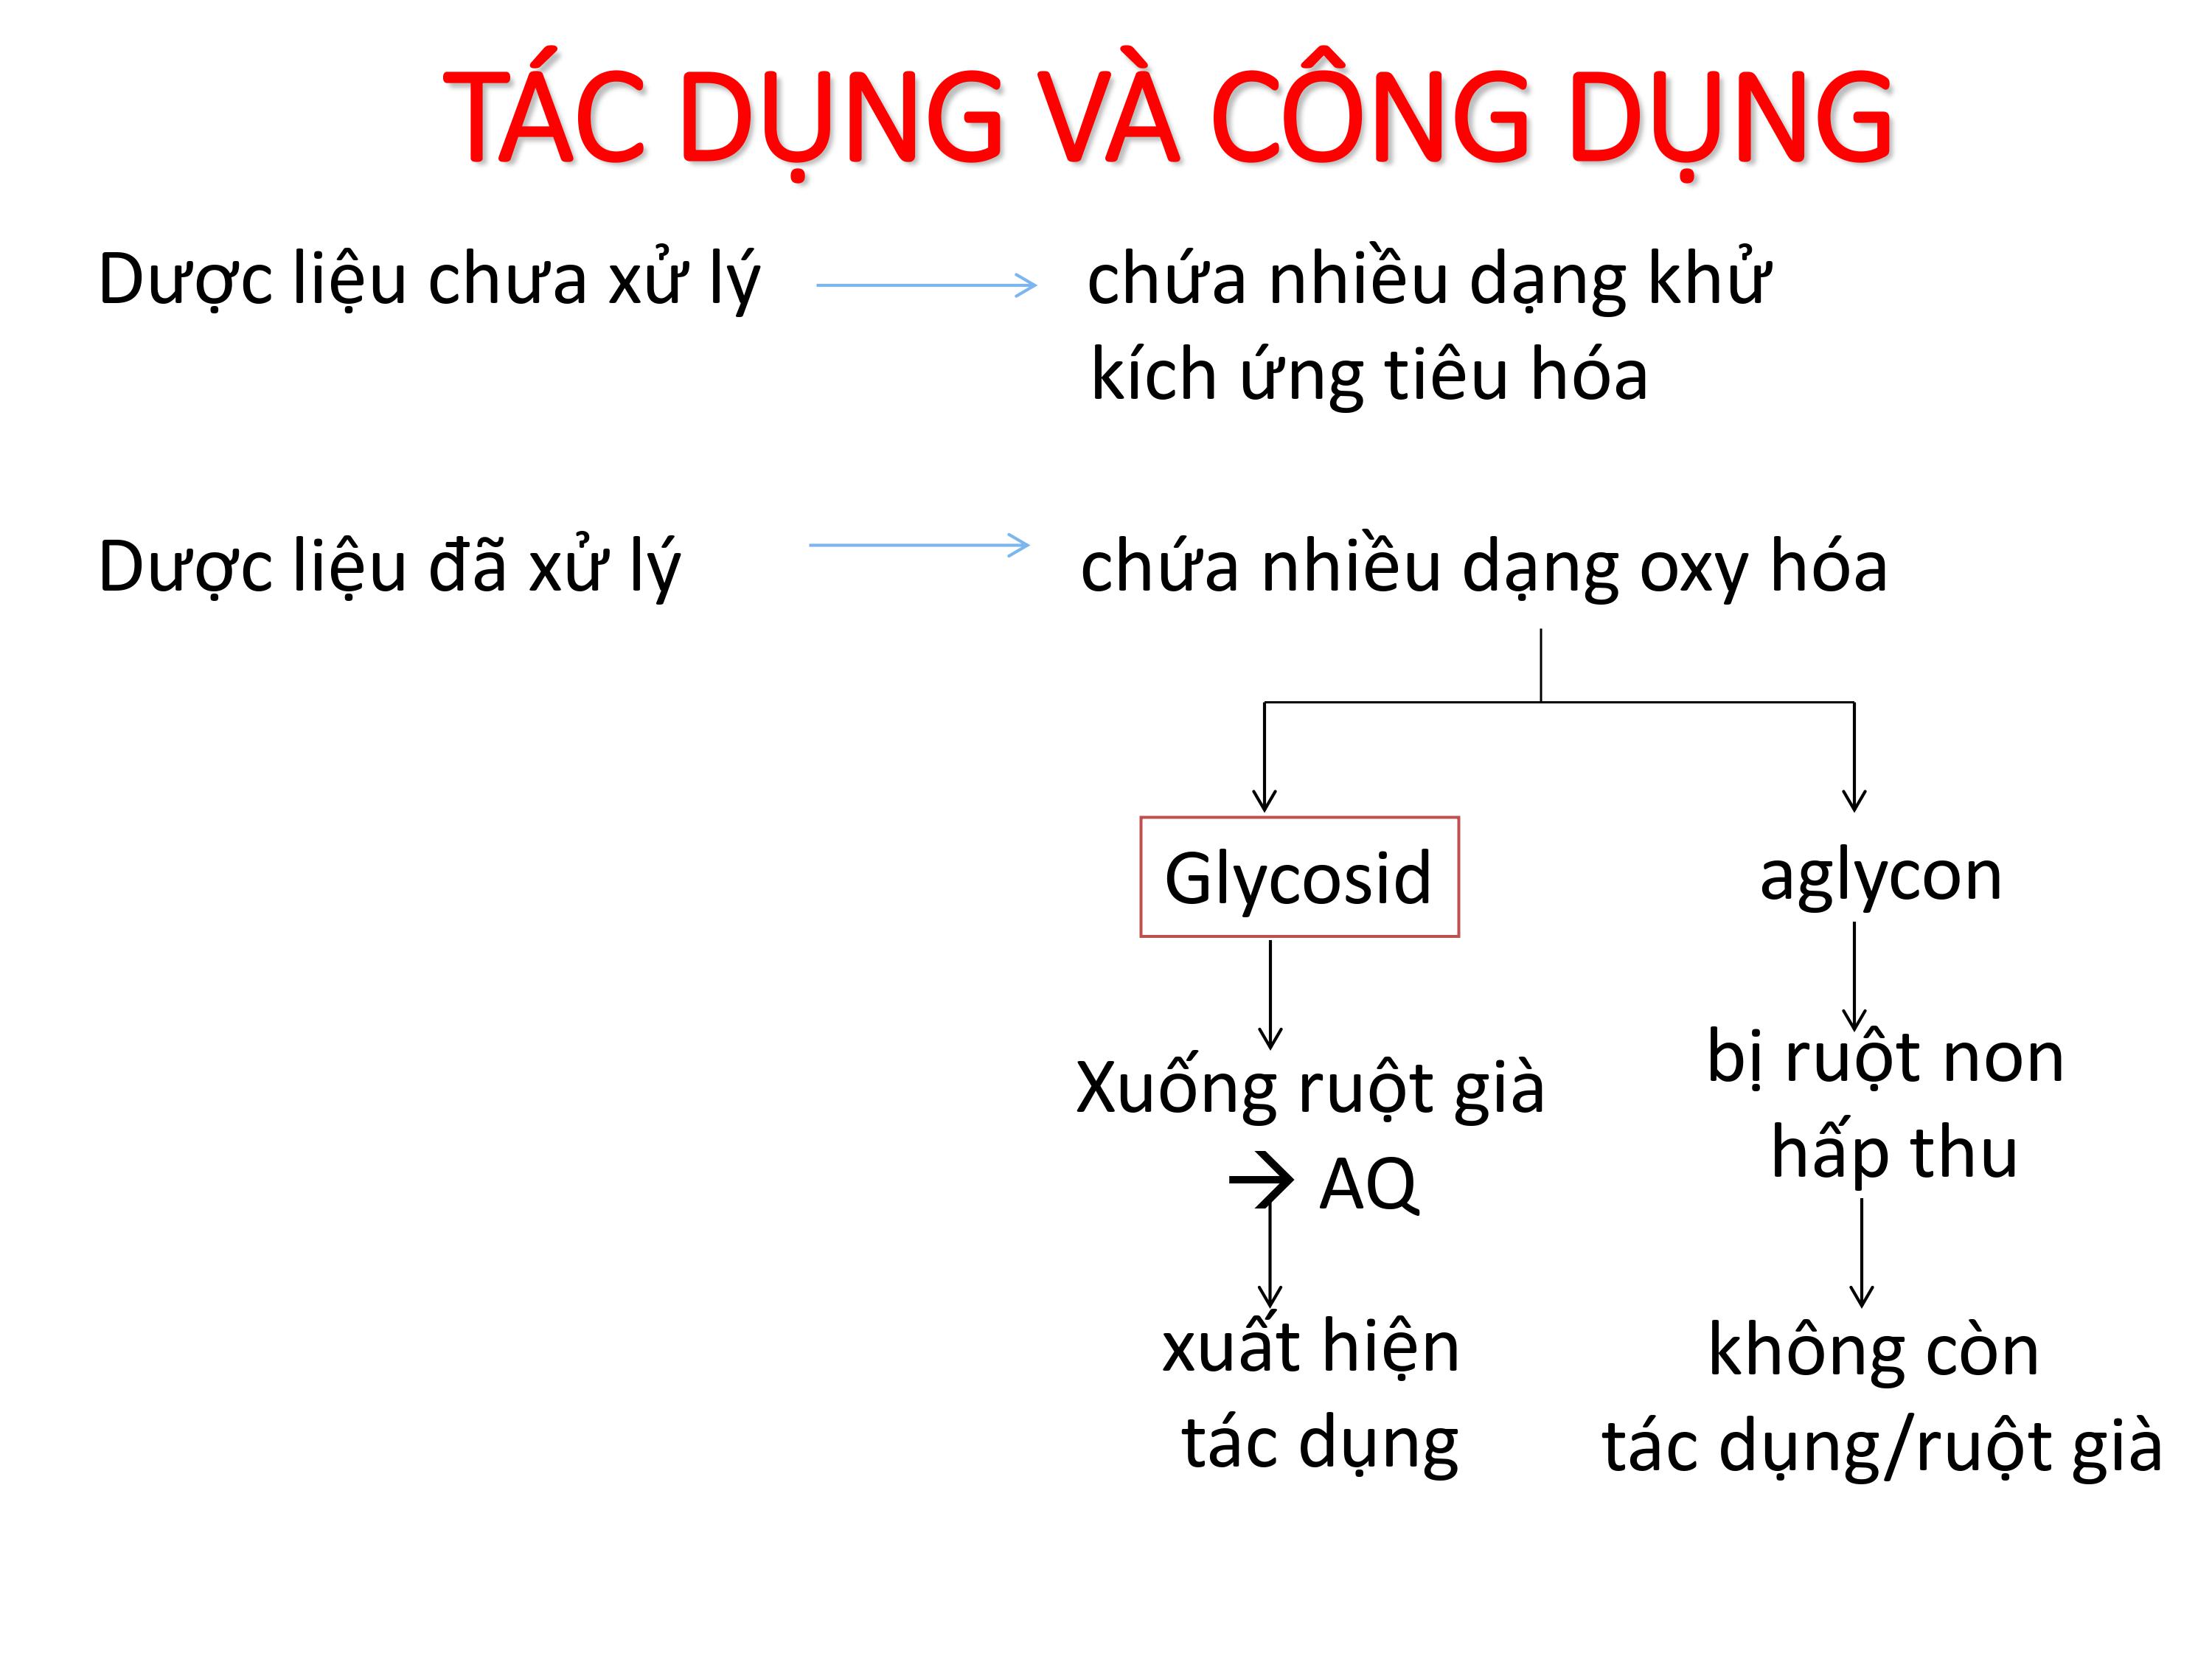 TÁC DỤNG VÀ CÔNG DỤNG
Dược liệu chưa xử lý
chứa nhiều dạng khử
kích ứng tiêu hóa
Dược liệu đã xử lý
chứa nhiều dạng oxy hóa
Glycosid
aglycon
Xuống ruột già
→ AQ
bị ruột non
hấp thu
xuất hiện
tác dụng
không còn
tác dụng/ruột già